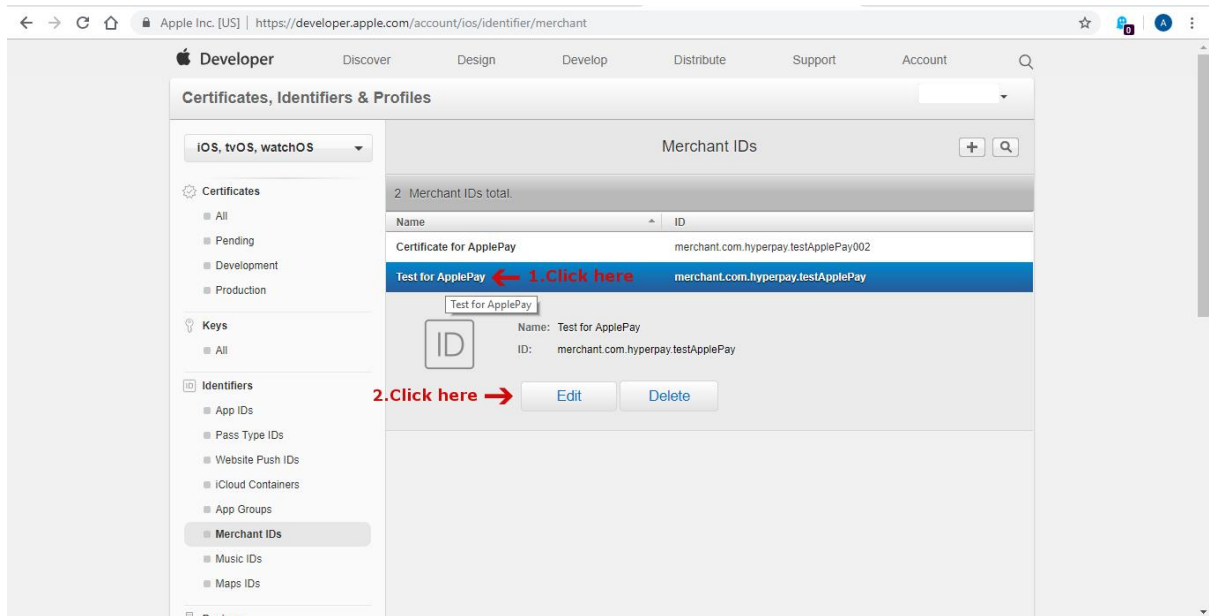 Apple Inc. [US] | https://developer.apple.com/account/ios/identifier/merchant
0
A
Developer
Discover
Design
Develop
Distribute
Support
Account
Certificates, Identifiers & Profiles
iOS, tvOS, watchOS
Certificates
All
Pending
Development
Production
Keys
All
ID Identifiers
App IDs
Pass Type IDs
Website Push IDs
iCloud Containers
App Groups
Merchant IDs
Music IDs
Maps IDs
Merchant IDs
2 Merchant IDs total.
Name ID
Certificate for ApplePay merchant.com.hyperpay.testApplePay002
Test for ApplePay 1.Click here merchant.com.hyperpay.testApplePay
Test for ApplePay
ID
Name: Test for ApplePay
ID: merchant.com.hyperpay.testApplePay
2.Click here Edit Delete